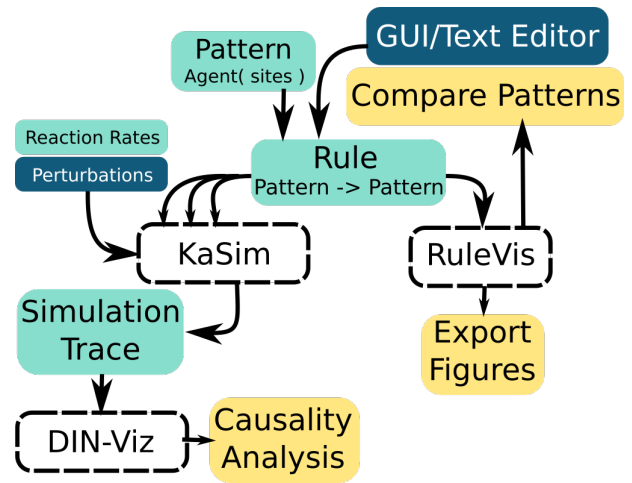 Pattern
Agent( sites )
GUI/Text Editor
Compare Patterns
Reaction Rates
Perturbations
Rule
Pattern -> Pattern
KaSim
RuleVis
Simulation
Trace
Export
Figures
DIN-Viz
Causality
Analysis